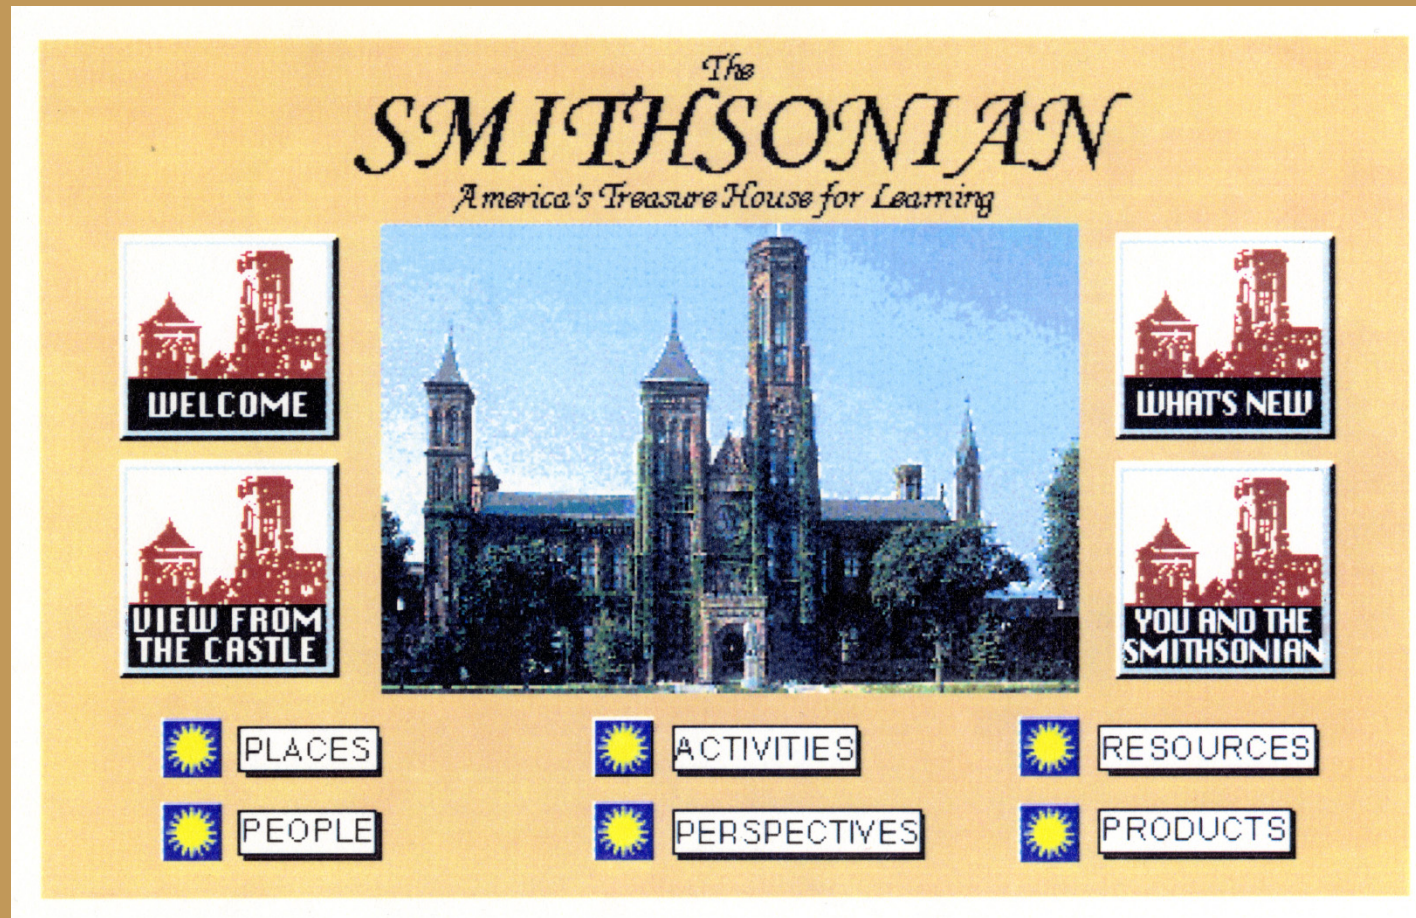 The
SMITHSONIAN
America's Treasure House for Learning
WELCOME
WHAT'S NEW
VIEW FROM
THE CASTLE
YOU AND THE
SMITHSONIAN
PLACES
ACTIVITIES
RESOURCES
PEOPLE
PERSPECTIVES
PRODUCTS